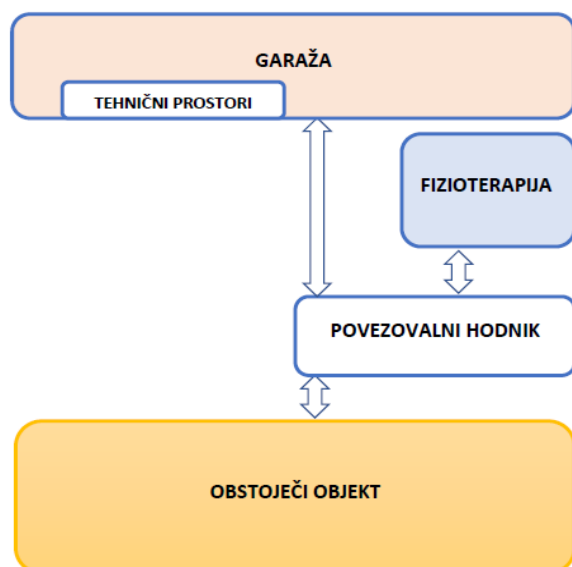 GARAŽA
TEHNIČNI PROSTORI
FIZIOTERAPIJA
POVEZOVALNI HODNIK
OBSTOJEČI OBJEKT